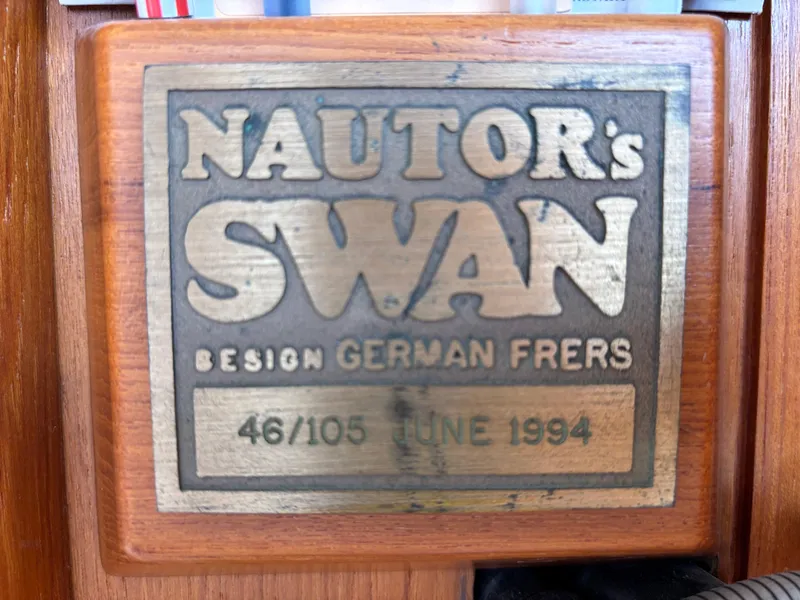 NAUTOR's
SWAN
DESIGN GERMAN FRERS
46/105 JUNE 1994